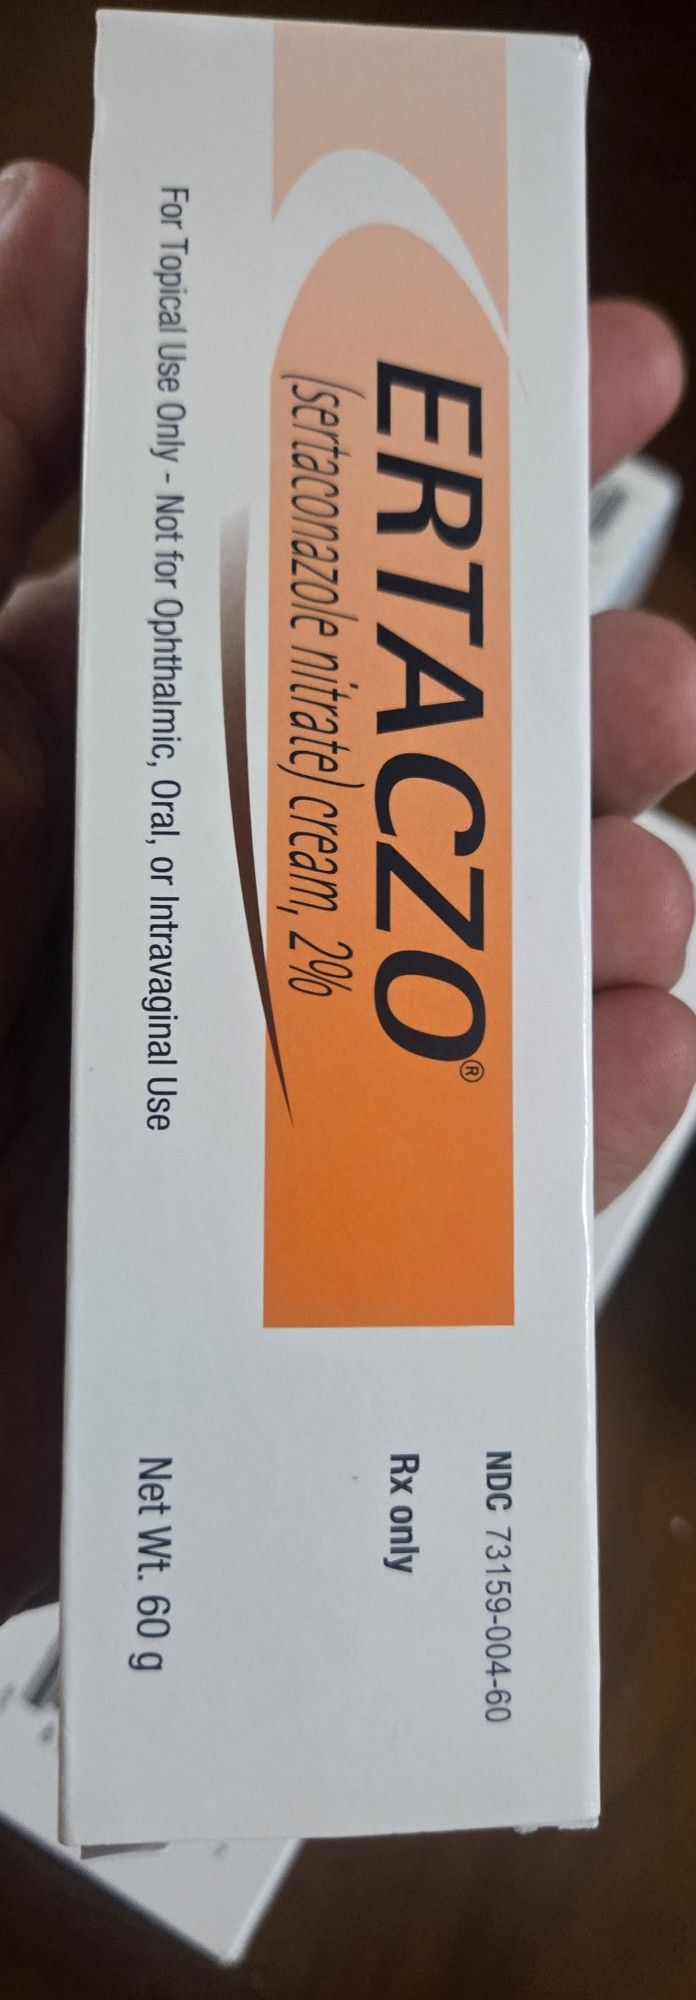 NDC 73159-004-60
Rx only
ERTACZO®
(sertaconazole nitrate) cream, 2%
For Topical Use Only - Not for Ophthalmic, Oral, or Intravaginal Use
Net Wt. 60 g